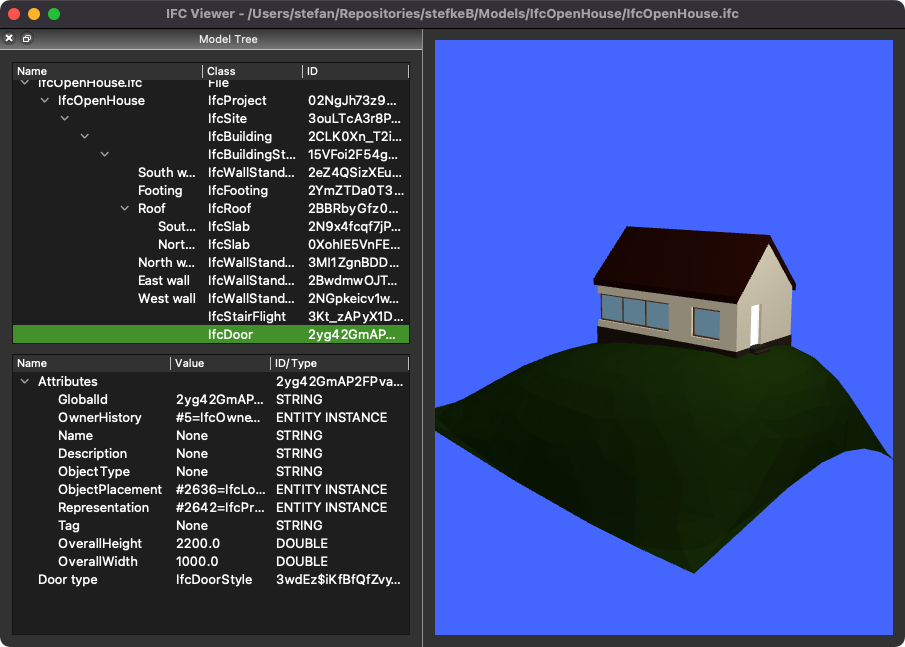 IFC Viewer - /Users/stefan/Repositories/stefkeB/Models/IfcOpenHouse/IfcOpenHouse.ifc
Model Tree
Name Class ID
IfcOpenHouse.ifc File
IfcOpenHouse IfcProject 02NgJh73z9...
IfcSite 3ouLTcA3r8P...
IfcBuilding 2CLK0Xn_T2i...
IfcBuildingSt... 15VFoi2F54g...
South w... IfcWallStand... 2eZ4QSizXEu...
Footing IfcFooting 2YmZTDa0T3...
Roof IfcRoof 2BBRbyGfz0...
Sout... IfcSlab 2N9x4fcqf7jP...
Nort... IfcSlab 0XohlE5VnFE...
North w... IfcWallStand... 3Ml1ZgnBDD...
East wall IfcWallStand... 2BwdmwOJT...
West wall IfcWallStand... 2NGpkeicv1w...
IfcStairFlight 3Kt_zAPyX1D...
IfcDoor 2yg42GmAP...
Name Value ID/Type
Attributes 2yg42GmAP2FPva...
GlobalId 2yg42GmAP... STRING
OwnerHistory #5=IfcOwne... ENTITY INSTANCE
Name None STRING
Description None STRING
ObjectType None STRING
ObjectPlacement #2636=IfcLo... ENTITY INSTANCE
Representation #2642=IfcPr... ENTITY INSTANCE
Tag None STRING
OverallHeight 2200.0 DOUBLE
OverallWidth 1000.0 DOUBLE
Door type IfcDoorStyle 3wdEz$iKfBfQfZvy...